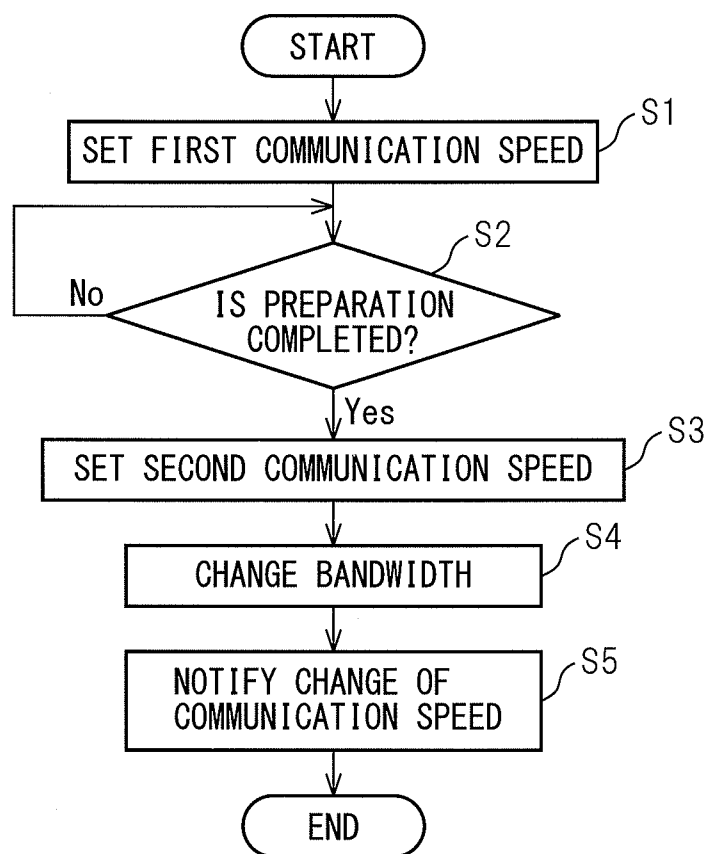 START
SET FIRST COMMUNICATION SPEED
S1
S2
No
IS PREPARATION
COMPLETED?
Yes
SET SECOND COMMUNICATION SPEED
S3
CHANGE BANDWIDTH
S4
NOTIFY CHANGE OF
COMMUNICATION SPEED
S5
END